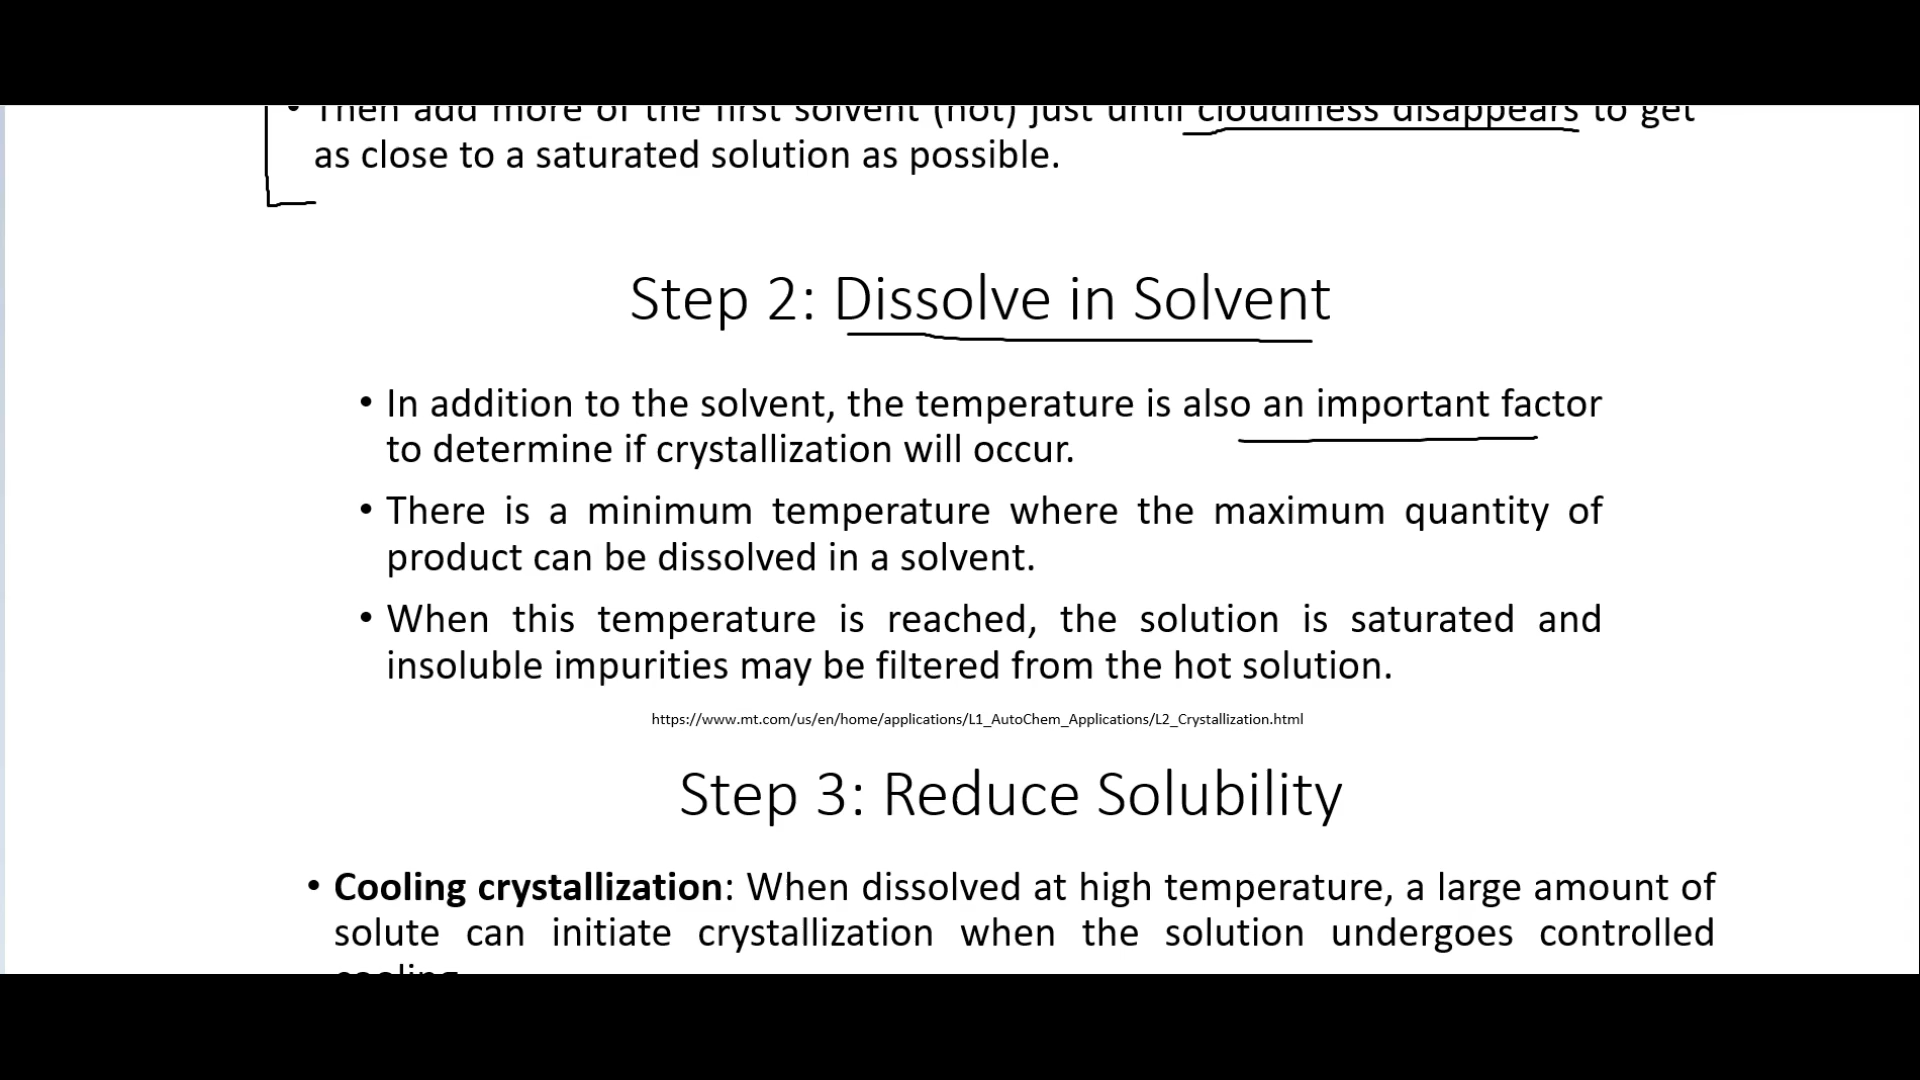 • Then add more of the first solvent (hot) just until cloudiness disappears to get
as close to a saturated solution as possible.
Step 2: Dissolve in Solvent
• In addition to the solvent, the temperature is also an important factor
to determine if crystallization will occur.
• There is a minimum temperature where the maximum quantity of
product can be dissolved in a solvent.
• When this temperature is reached, the solution is saturated and
insoluble impurities may be filtered from the hot solution.
https://www.mt.com/us/en/home/applications/L1_AutoChem_Applications/L2_Crystallization.html
Step 3: Reduce Solubility
• Cooling crystallization: When dissolved at high temperature, a large amount of
solute can initiate crystallization when the solution undergoes controlled
cooling